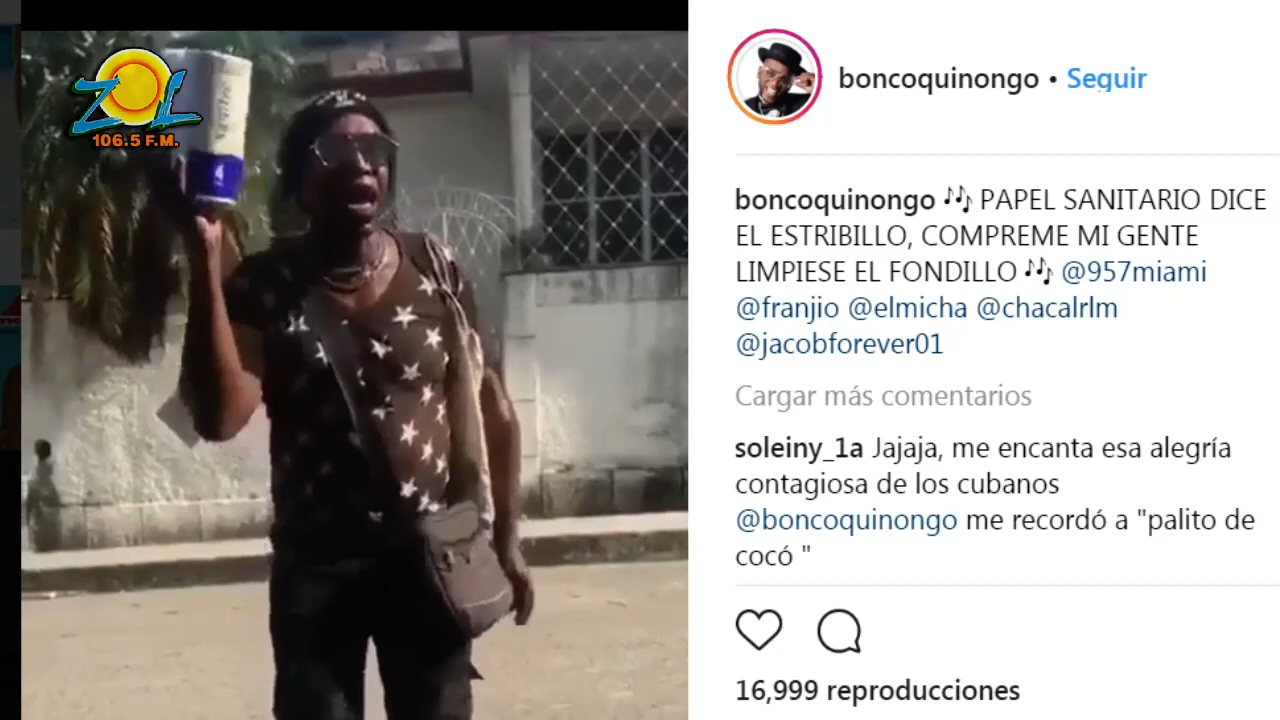 ZOL
106.5 F.M.
4
boncoquinongo • Seguir
boncoquinongo 🎶 PAPEL SANITARIO DICE
EL ESTRIBILLO, COMPREME MI GENTE
LIMPIESE EL FONDILLO 🎶 @957miami
@franjio @elmicha @chacalrlm
@jacobforever01
Cargar más comentarios
soleiny_1a Jajaja, me encanta esa alegría
contagiosa de los cubanos
@boncoquinongo me recordó a "palito de
cocó "
16,999 reproducciones